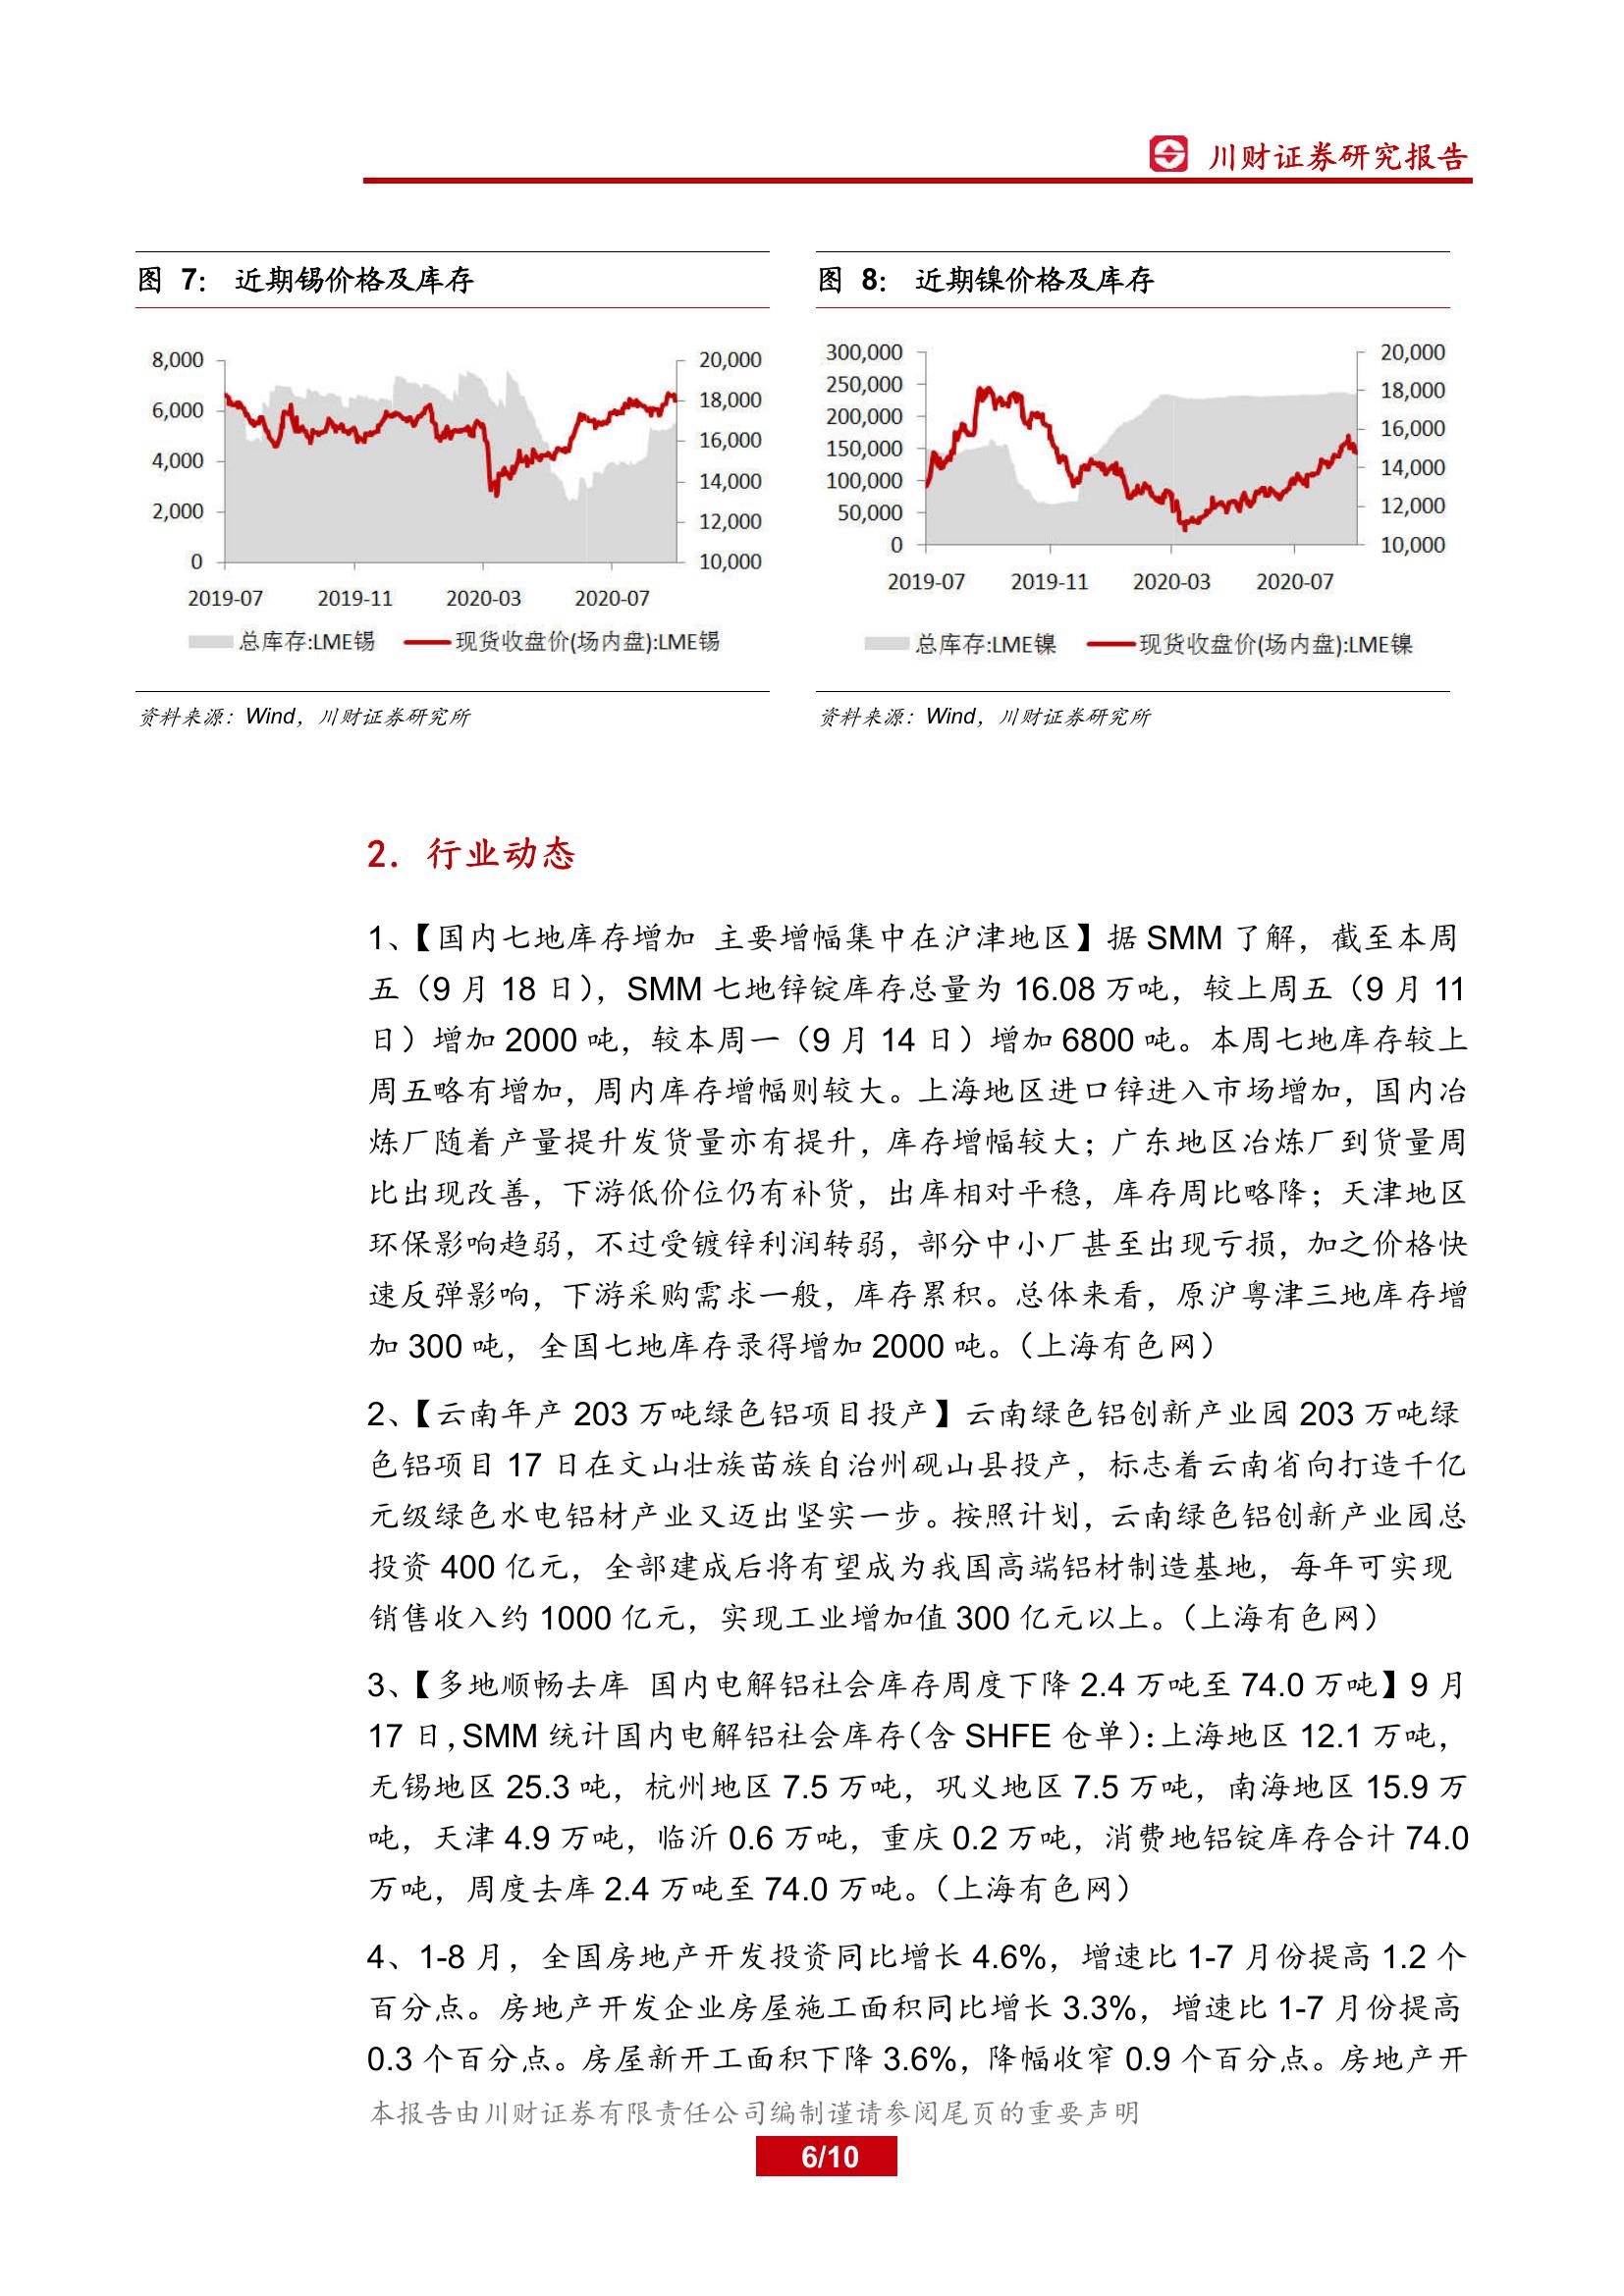 川财证券研究报告
图 7: 近期锡价格及库存
8,000
6,000
4,000
2,000
0
20,000
18,000
16,000
14,000
12,000
10,000
2019-07 2019-11 2020-03 2020-07
总库存:LME锡 现货收盘价(场内盘):LME锡
资料来源：Wind，川财证券研究所
图 8: 近期镍价格及库存
300,000
250,000
200,000
150,000
100,000
50,000
0
20,000
18,000
16,000
14,000
12,000
10,000
2019-07 2019-11 2020-03 2020-07
总库存:LME镍 现货收盘价(场内盘):LME镍
资料来源：Wind，川财证券研究所
2. 行业动态
1、【国内七地库存增加 主要增幅集中在沪津地区】据 SMM 了解，截至本周
五（9 月 18 日），SMM 七地锌锭库存总量为 16.08 万吨，较上周五（9 月 11
日）增加 2000 吨，较本周一（9 月 14 日）增加 6800 吨。本周七地库存较上
周五略有增加，周内库存增幅则较大。上海地区进口锌进入市场增加，国内冶
炼厂随着产量提升发货量亦有提升，库存增幅较大；广东地区冶炼厂到货量周
比出现改善，下游低价位仍有补货，出库相对平稳，库存周比略降；天津地区
环保影响趋弱，不过受镀锌利润转弱，部分中小厂甚至出现亏损，加之价格快
速反弹影响，下游采购需求一般，库存累积。总体来看，原沪粤津三地库存增
加 300 吨，全国七地库存录得增加 2000 吨。（上海有色网）
2、【云南年产 203 万吨绿色铝项目投产】云南绿色铝创新产业园 203 万吨绿
色铝项目 17 日在文山壮族苗族自治州砚山县投产，标志着云南省向打造千亿
元级绿色水电铝材产业又迈出坚实一步。按照计划，云南绿色铝创新产业园总
投资 400 亿元，全部建成后将有望成为我国高端铝材制造基地，每年可实现
销售收入约 1000 亿元，实现工业增加值 300 亿元以上。（上海有色网）
3、【多地顺畅去库 国内电解铝社会库存周度下降 2.4 万吨至 74.0 万吨】9 月
17 日，SMM 统计国内电解铝社会库存（含 SHFE 仓单）：上海地区 12.1 万吨，
无锡地区 25.3 吨，杭州地区 7.5 万吨，巩义地区 7.5 万吨，南海地区 15.9 万
吨，天津 4.9 万吨，临沂 0.6 万吨，重庆 0.2 万吨，消费地铝锭库存合计 74.0
万吨，周度去库 2.4 万吨至 74.0 万吨。（上海有色网）
4、1-8 月，全国房地产开发投资同比增长 4.6%，增速比 1-7 月份提高 1.2 个
百分点。房地产开发企业房屋施工面积同比增长 3.3%，增速比 1-7 月份提高
0.3 个百分点。房屋新开工面积下降 3.6%，降幅收窄 0.9 个百分点。房地产开
本报告由川财证券有限责任公司编制谨请参阅尾页的重要声明
6/10